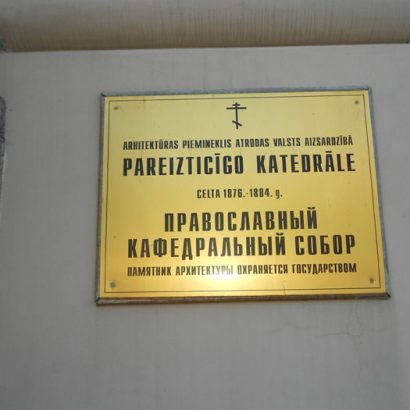 ARHITEKTŪRAS PIEMINEKLIS ATRODAS VALSTS AIZSARDZĪBĀ
PAREIZTICĪGO KATEDRĀLE
CELTA 1876.-1884. g.
ПРАВОСЛАВНЫЙ
КАФЕДРАЛЬНЫЙ СОБОР
ПАМЯТНИК АРХИТЕКТУРЫ ОХРАНЯЕТСЯ ГОСУДАРСТВОМ